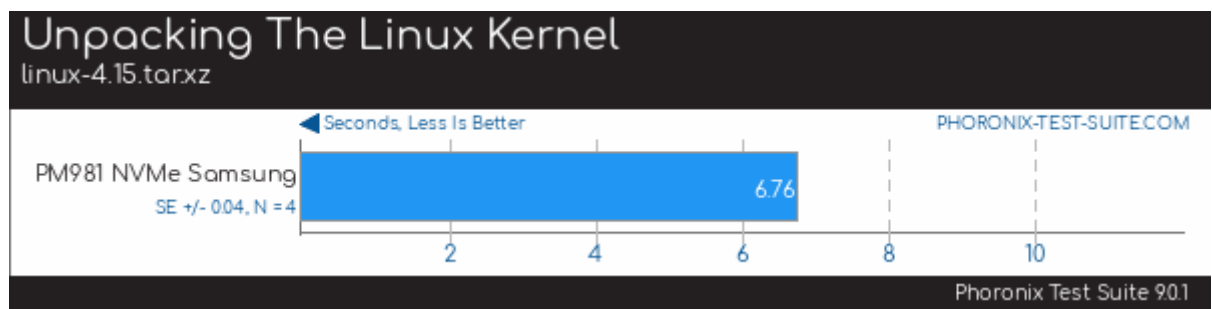 Unpacking The Linux Kernel
linux-4.15.tar.xz
Seconds, Less Is Better PHORONIX-TEST-SUITE.COM
PM981 NVMe Samsung 6.76
SE +/- 0.04, N = 4
2 4 6 8 10
Phoronix Test Suite 9.0.1